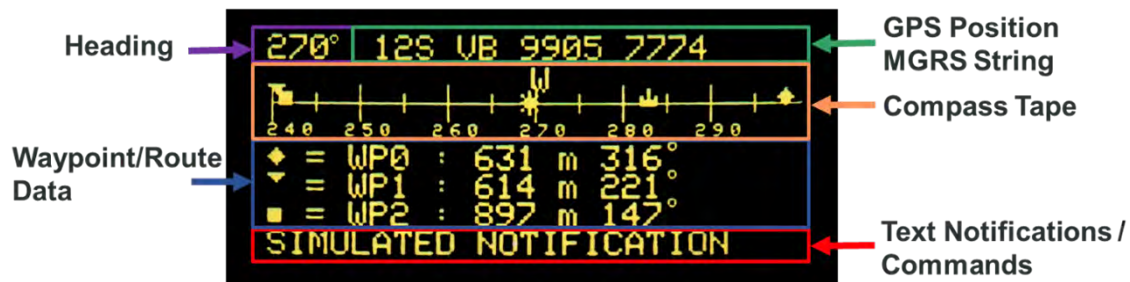 Heading
270° 12S VB 9905 7774
GPS Position
MGRS String
W
240 250 260 270 280 290
Compass Tape
Waypoint/Route
Data
◆ = WP0 : 631 m 316°
▼ = WP1 : 614 m 221°
■ = WP2 : 897 m 147°
SIMULATED NOTIFICATION
Text Notifications /
Commands